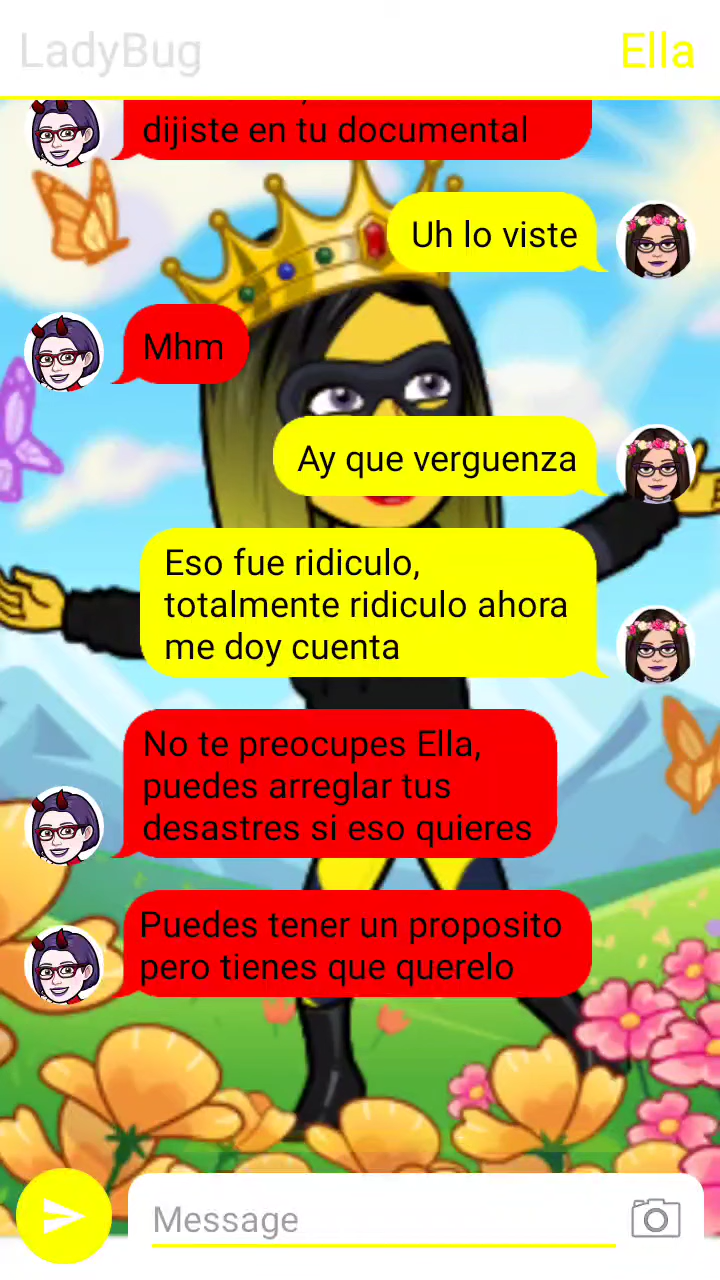 LadyBug
Ella
dijiste en tu documental
Uh lo viste
Mhm
Ay que verguenza
Eso fue ridiculo,
totalmente ridiculo ahora
me doy cuenta
No te preocupes Ella,
puedes arreglar tus
desastres si eso quieres
Puedes tener un proposito
pero tienes que querelo
Message